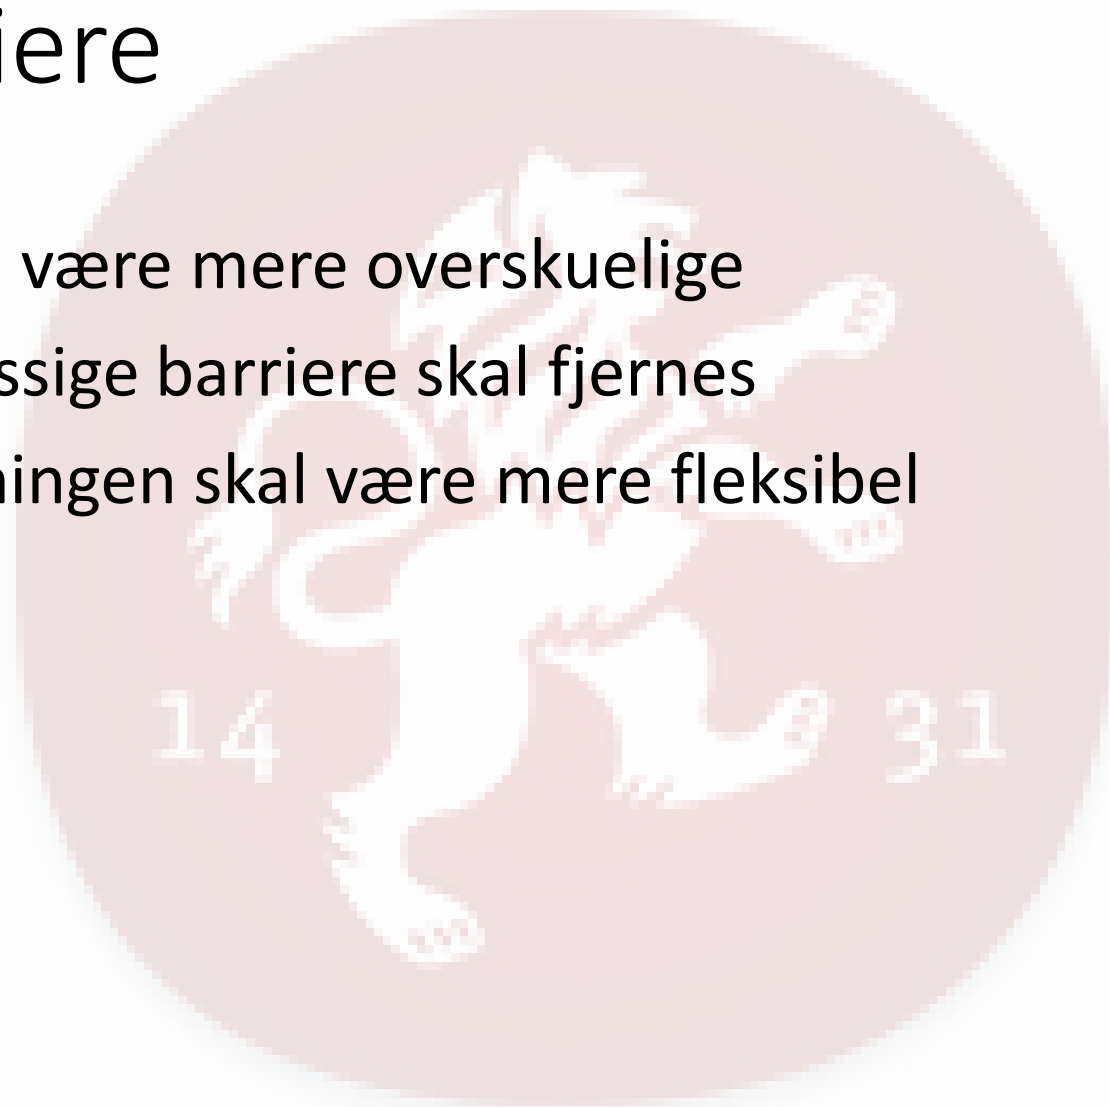 iere
være mere overskuelige
ssige barriere skal fjernes
ningen skal være mere fleksibel
14 31